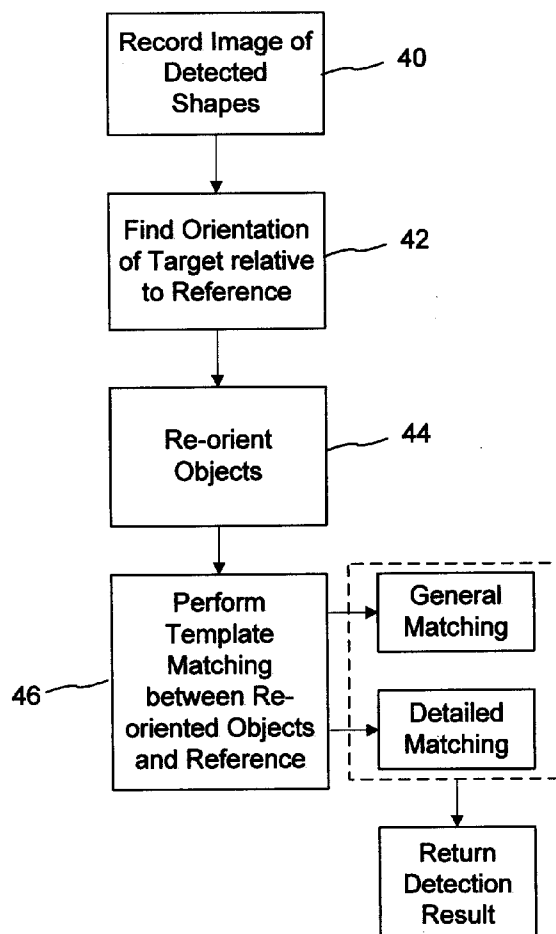 Record Image of
Detected
Shapes
40
Find Orientation
of Target relative
to Reference
42
Re-orient
Objects
44
Perform
Template
Matching
between Re-
oriented Objects
and Reference
46
General
Matching
Detailed
Matching
Return
Detection
Result